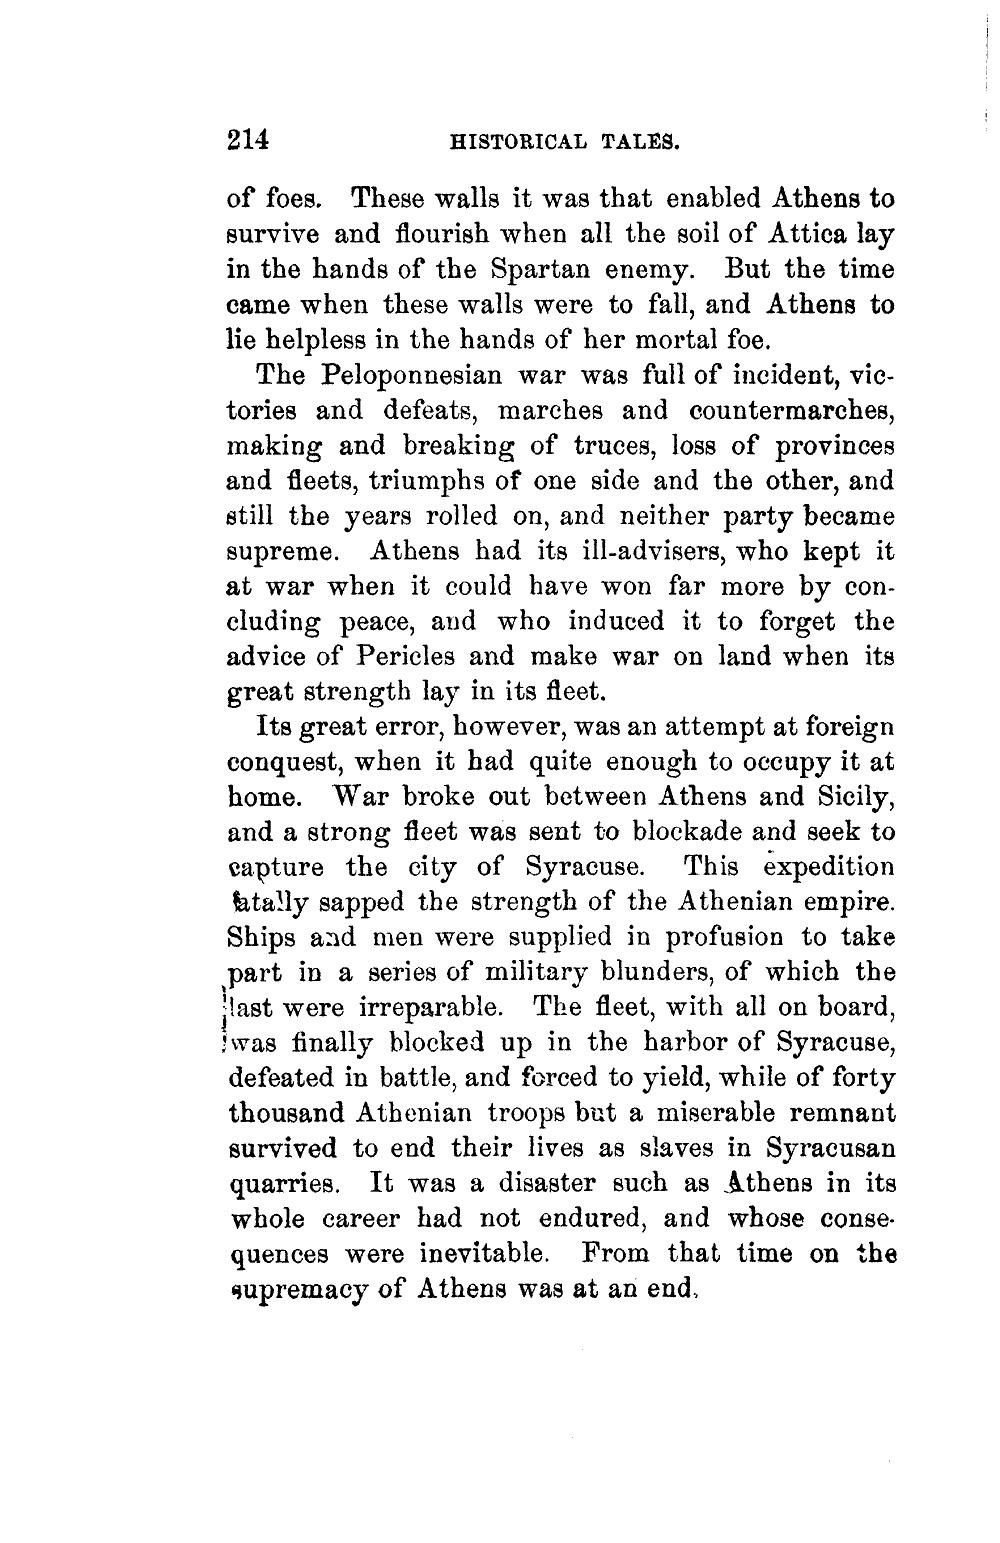 214 HISTORICAL TALES.
of foes. These walls it was that enabled Athens to
survive and flourish when all the soil of Attica lay
in the hands of the Spartan enemy. But the time
came when these walls were to fall, and Athens to
lie helpless in the hands of her mortal foe.
The Peloponnesian war was full of incident, vic-
tories and defeats, marches and countermarches,
making and breaking of truces, loss of provinces
and fleets, triumphs of one side and the other, and
still the years rolled on, and neither party became
supreme. Athens had its ill-advisers, who kept it
at war when it could have won far more by con-
cluding peace, and who induced it to forget the
advice of Pericles and make war on land when its
great strength lay in its fleet.
Its great error, however, was an attempt at foreign
conquest, when it had quite enough to occupy it at
home. War broke out between Athens and Sicily,
and a strong fleet was sent to blockade and seek to
capture the city of Syracuse. This expedition
fatally sapped the strength of the Athenian empire.
Ships and men were supplied in profusion to take
part in a series of military blunders, of which the
last were irreparable. The fleet, with all on board,
was finally blocked up in the harbor of Syracuse,
defeated in battle, and forced to yield, while of forty
thousand Athenian troops but a miserable remnant
survived to end their lives as slaves in Syracusan
quarries. It was a disaster such as Athens in its
whole career had not endured, and whose conse-
quences were inevitable. From that time on the
supremacy of Athens was at an end.